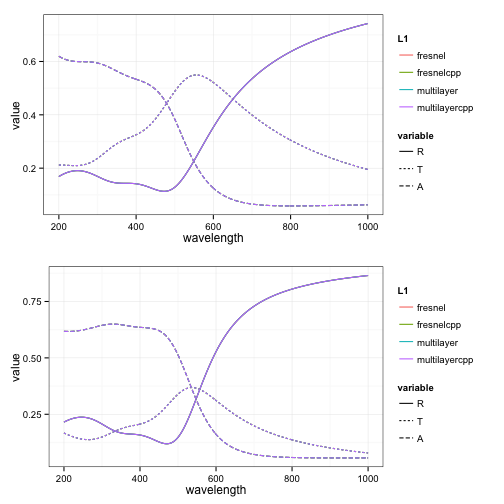 0.6
0.4
0.2
value
200 400 600 800 1000
wavelength
L1
fresnel
fresnelcpp
multilayer
multilayercpp
variable
R
T
A
0.75
0.50
0.25
value
200 400 600 800 1000
wavelength
L1
fresnel
fresnelcpp
multilayer
multilayercpp
variable
R
T
A